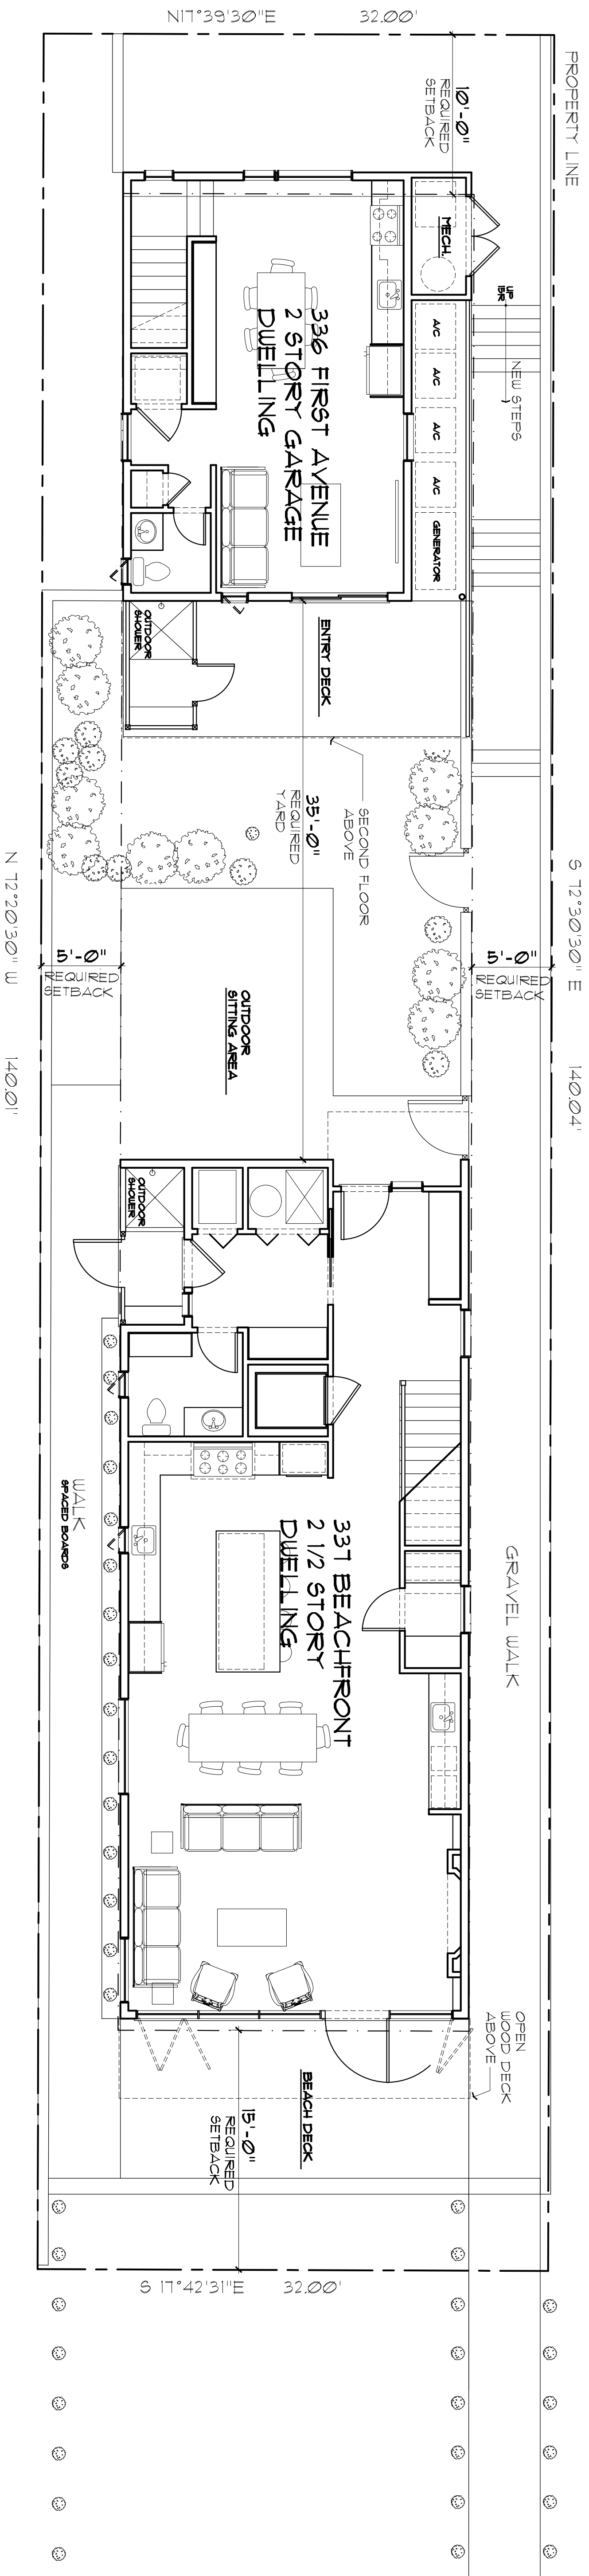 N17°39'30"E 32.00'
PROPERTY LINE
10'-0"
REQUIRED
SETBACK
MECH.
UP
15R
NEW STEPS
A/C
A/C
A/C
A/C
GENERATOR
336 FIRST AVENUE
2 STORY GARAGE
DWELLING
OUTDOOR
SHOWER
ENTRY DECK
SECOND FLOOR
ABOVE
35'-0"
REQUIRED
YARD
N 72°20'30" W 140.01'
S 72°30'30" E 140.04'
5'-0"
REQUIRED
SETBACK
5'-0"
REQUIRED
SETBACK
OUTDOOR
SITTING AREA
OUTDOOR
SHOWER
WALK
SPACED BOARDS
337 BEACHFRONT
2 1/2 STORY
DWELLING
GRAVEL WALK
OPEN
WOOD DECK
ABOVE
BEACH DECK
15'-0"
REQUIRED
SETBACK
S 17°42'31"E 32.00'